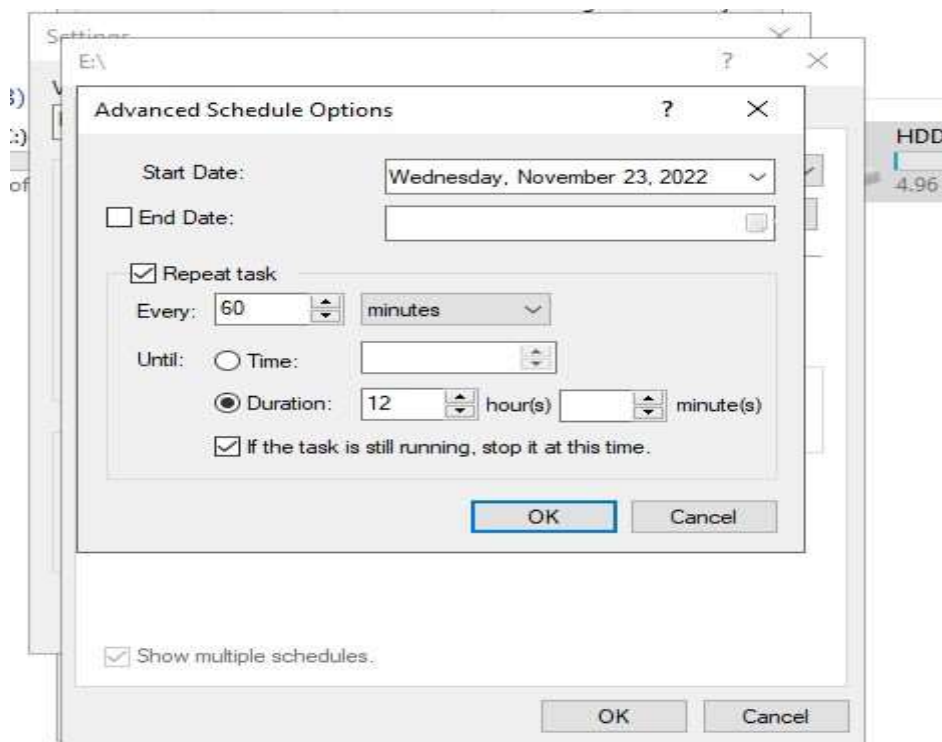 Settings
E:\
Advanced Schedule Options
Start Date: Wednesday, November 23, 2022
End Date:
Repeat task
Every: 60 minutes
Until: Time:
Duration: 12 hour(s) minute(s)
If the task is still running, stop it at this time.
OK Cancel
Show multiple schedules.
OK Cancel
HDD
4.96
of